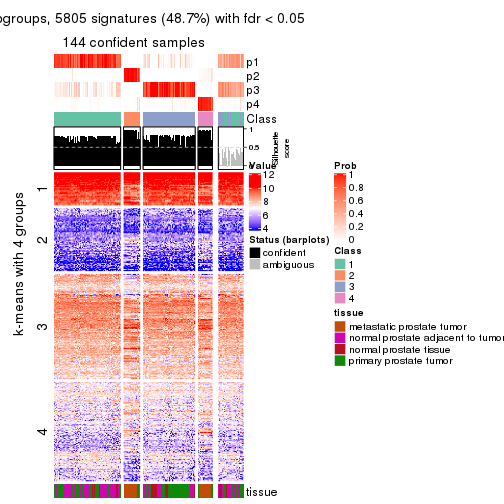 ogroups, 5805 signatures (48.7%) with fdr < 0.05
144 confident samples
p1
p2
p3
p4
Class
1
0.5
0
Silhouette
score
k-means with 4 groups
1
2
3
4
tissue
Value
12
10
8
6
4
Status (barplots)
confident
ambiguous
Prob
1
0.8
0.6
0.4
0.2
0
Class
1
2
3
4
tissue
metastatic prostate tumor
normal prostate adjacent to tumor
normal prostate tissue
primary prostate tumor